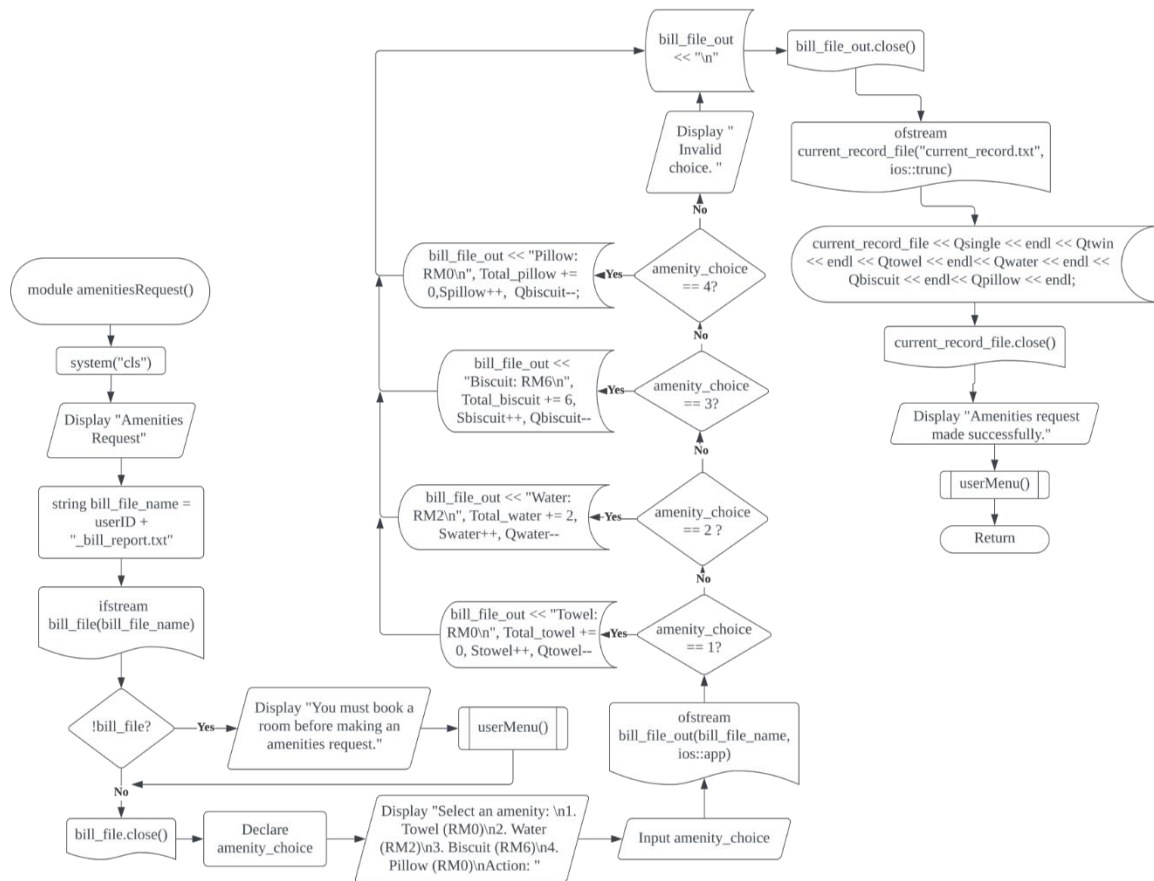 module amenitiesRequest()
system("cls")
Display "Amenities
Request"
string bill_file_name =
userID +
"_bill_report.txt"
ifstream
bill_file(bill_file_name)
!bill_file?
Yes
Display "You must book a
room before making an
amenities request."
userMenu()
No
bill_file.close()
Declare
amenity_choice
Display "Select an amenity: \n1.
Towel (RM0)\n2. Water
(RM2)\n3. Biscuit (RM6)\n4.
Pillow (RM0)\nAction: "
Input amenity_choice
ofstream
bill_file_out(bill_file_name,
ios::app)
amenity_choice
== 1?
Yes
bill_file_out << "Towel:
RM0\n", Total_towel +=
0, Stowel++, Qtowel--
No
amenity_choice
== 2 ?
Yes
bill_file_out << "Water:
RM2\n", Total_water += 2,
Swater++, Qwater--
No
amenity_choice
== 3?
Yes
bill_file_out <<
"Biscuit: RM6\n",
Total_biscuit += 6,
Sbiscuit++, Qbiscuit--
No
amenity_choice
== 4?
Yes
bill_file_out << "Pillow:
RM0\n", Total_pillow +=
0,Spillow++, Qbiscuit--;
No
Display "
Invalid
choice. "
bill_file_out
<< "\n"
bill_file_out.close()
ofstream
current_record_file("current_record.txt",
ios::trunc)
current_record_file << Qsingle << endl << Qtwin
<< endl << Qtowel << endl<< Qwater << endl <<
Qbiscuit << endl<< Qpillow << endl;
current_record_file.close()
Display "Amenities request
made successfully."
userMenu()
Return